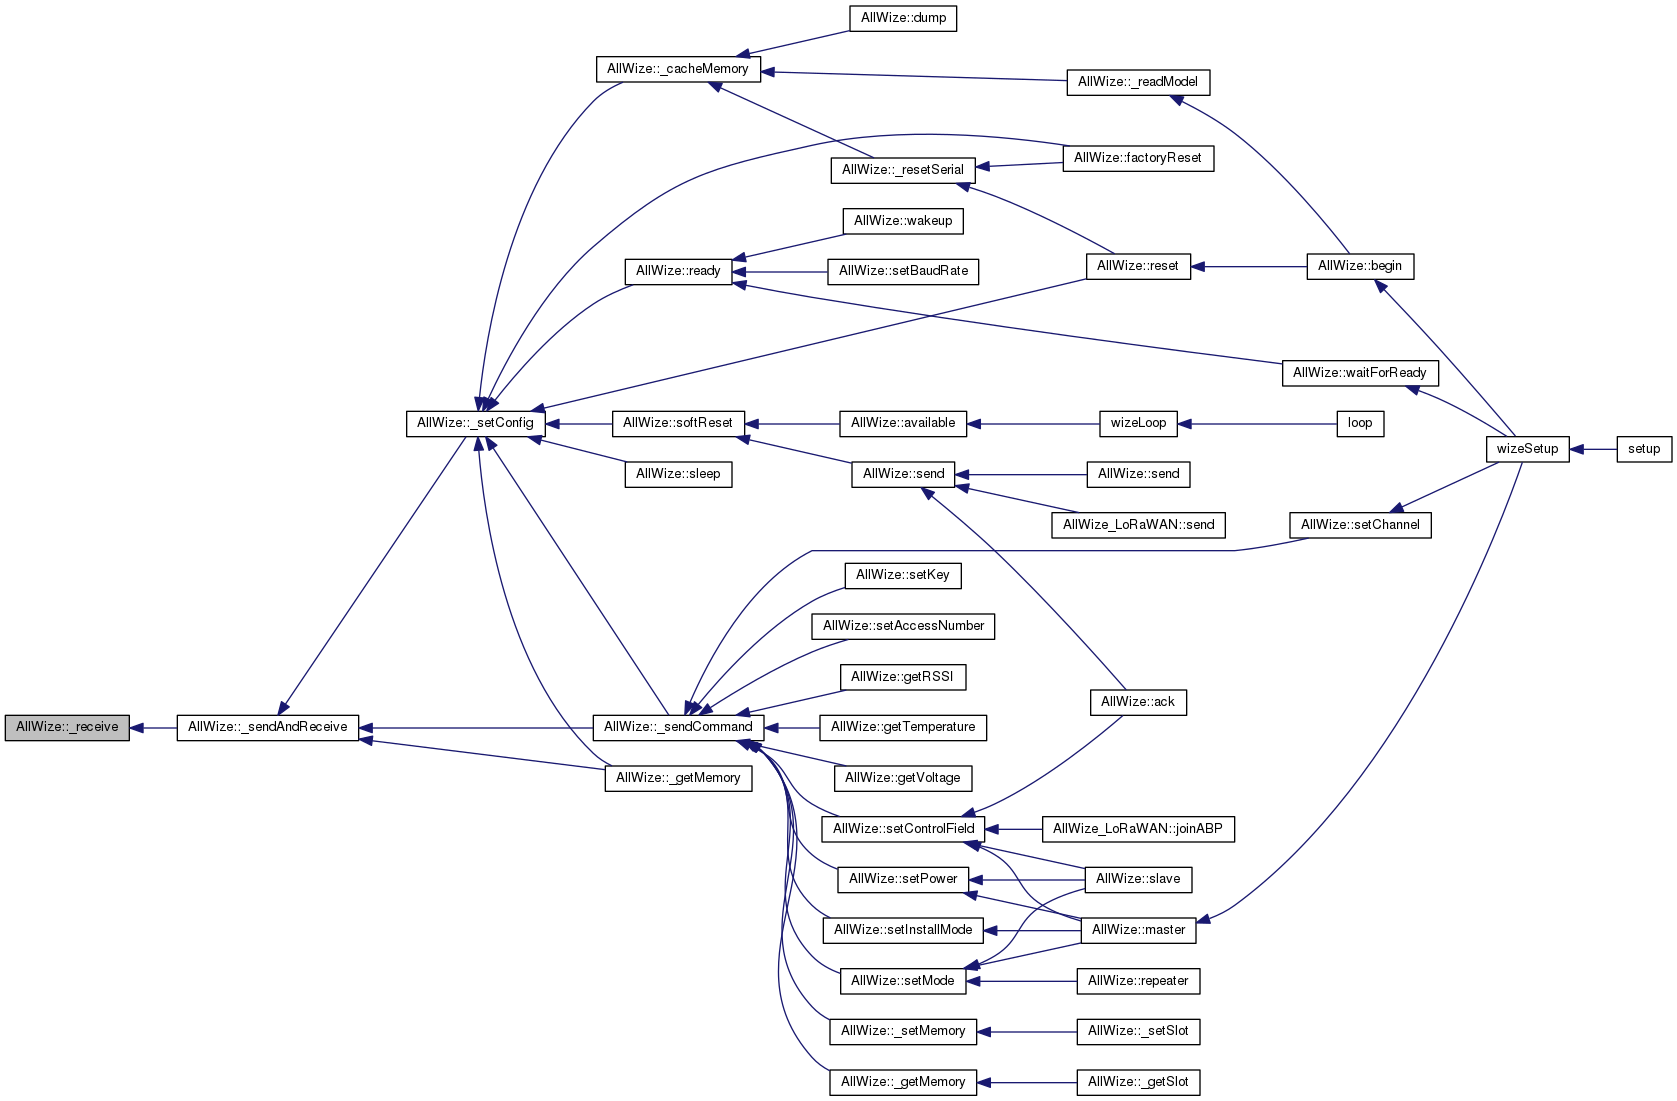 AllWize::dump
AllWize::_cacheMemory
AllWize::_readModel
AllWize::factoryReset
AllWize::_resetSerial
AllWize::wakeup
AllWize::ready
AllWize::setBaudRate
AllWize::reset
AllWize::begin
AllWize::waitForReady
AllWize::_setConfig
AllWize::softReset
AllWize::available
wizeLoop
loop
wizeSetup
setup
AllWize::sleep
AllWize::send
AllWize::send
AllWize_LoRaWAN::send
AllWize::setChannel
AllWize::setKey
AllWize::setAccessNumber
AllWize::getRSSI
AllWize::ack
AllWize::_receive
AllWize::_sendAndReceive
AllWize::_sendCommand
AllWize::getTemperature
AllWize::_getMemory
AllWize::getVoltage
AllWize::setControlField
AllWize_LoRaWAN::joinABP
AllWize::setPower
AllWize::slave
AllWize::setInstallMode
AllWize::master
AllWize::setMode
AllWize::repeater
AllWize::_setMemory
AllWize::_setSlot
AllWize::_getMemory
AllWize::_getSlot